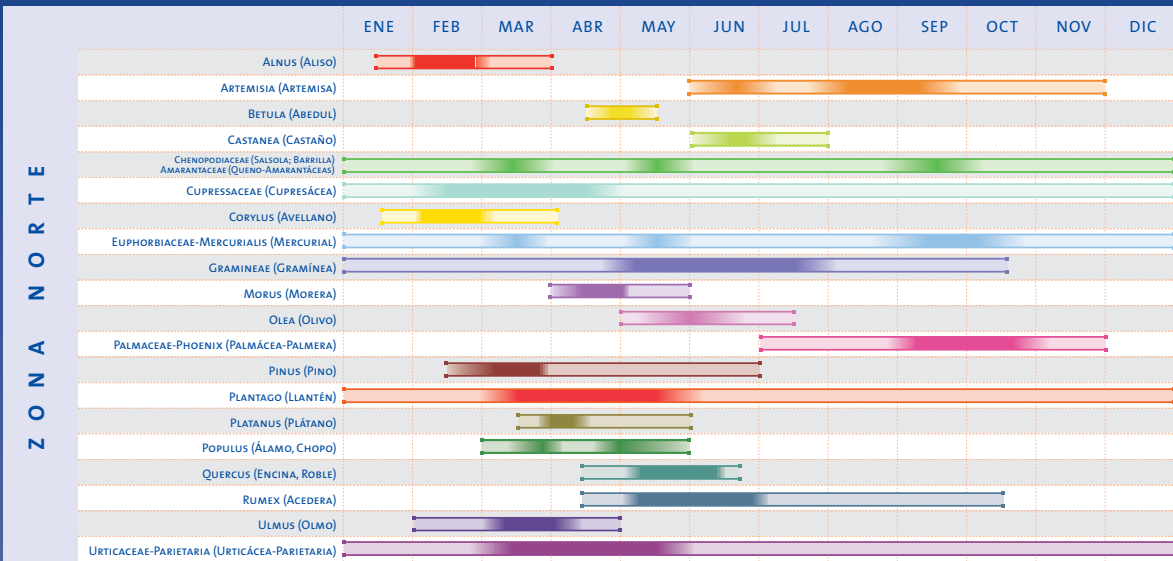 ENE FEB MAR ABR MAY JUN JUL AGO SEP OCT NOV DIC
ZONA NORTE
ALNUS (ALISO)
ARTEMISIA (ARTEMISA)
BETULA (ABEDUL)
CASTANEA (CASTAÑO)
CHENOPODIACEAE (SALSOLA; BARRILLA)
AMARANTACEAE (QUENO-AMARANTÁCEAS)
CUPRESSACEAE (CUPRESÁCEA)
CORYLUS (AVELLANO)
EUPHORBIACEAE-MERCURIALIS (MERCURIAL)
GRAMINEAE (GRAMÍNEA)
MORUS (MORERA)
OLEA (OLIVO)
PALMACEAE-PHOENIX (PALMÁCEA-PALMERA)
PINUS (PINO)
PLANTAGO (LLANTÉN)
PLATANUS (PLÁTANO)
POPULUS (ÁLAMO, CHOPO)
QUERCUS (ENCINA, ROBLE)
RUMEX (ACEDERA)
ULMUS (OLMO)
URTICACEAE-PARIETARIA (URTICÁCEA-PARIETARIA)